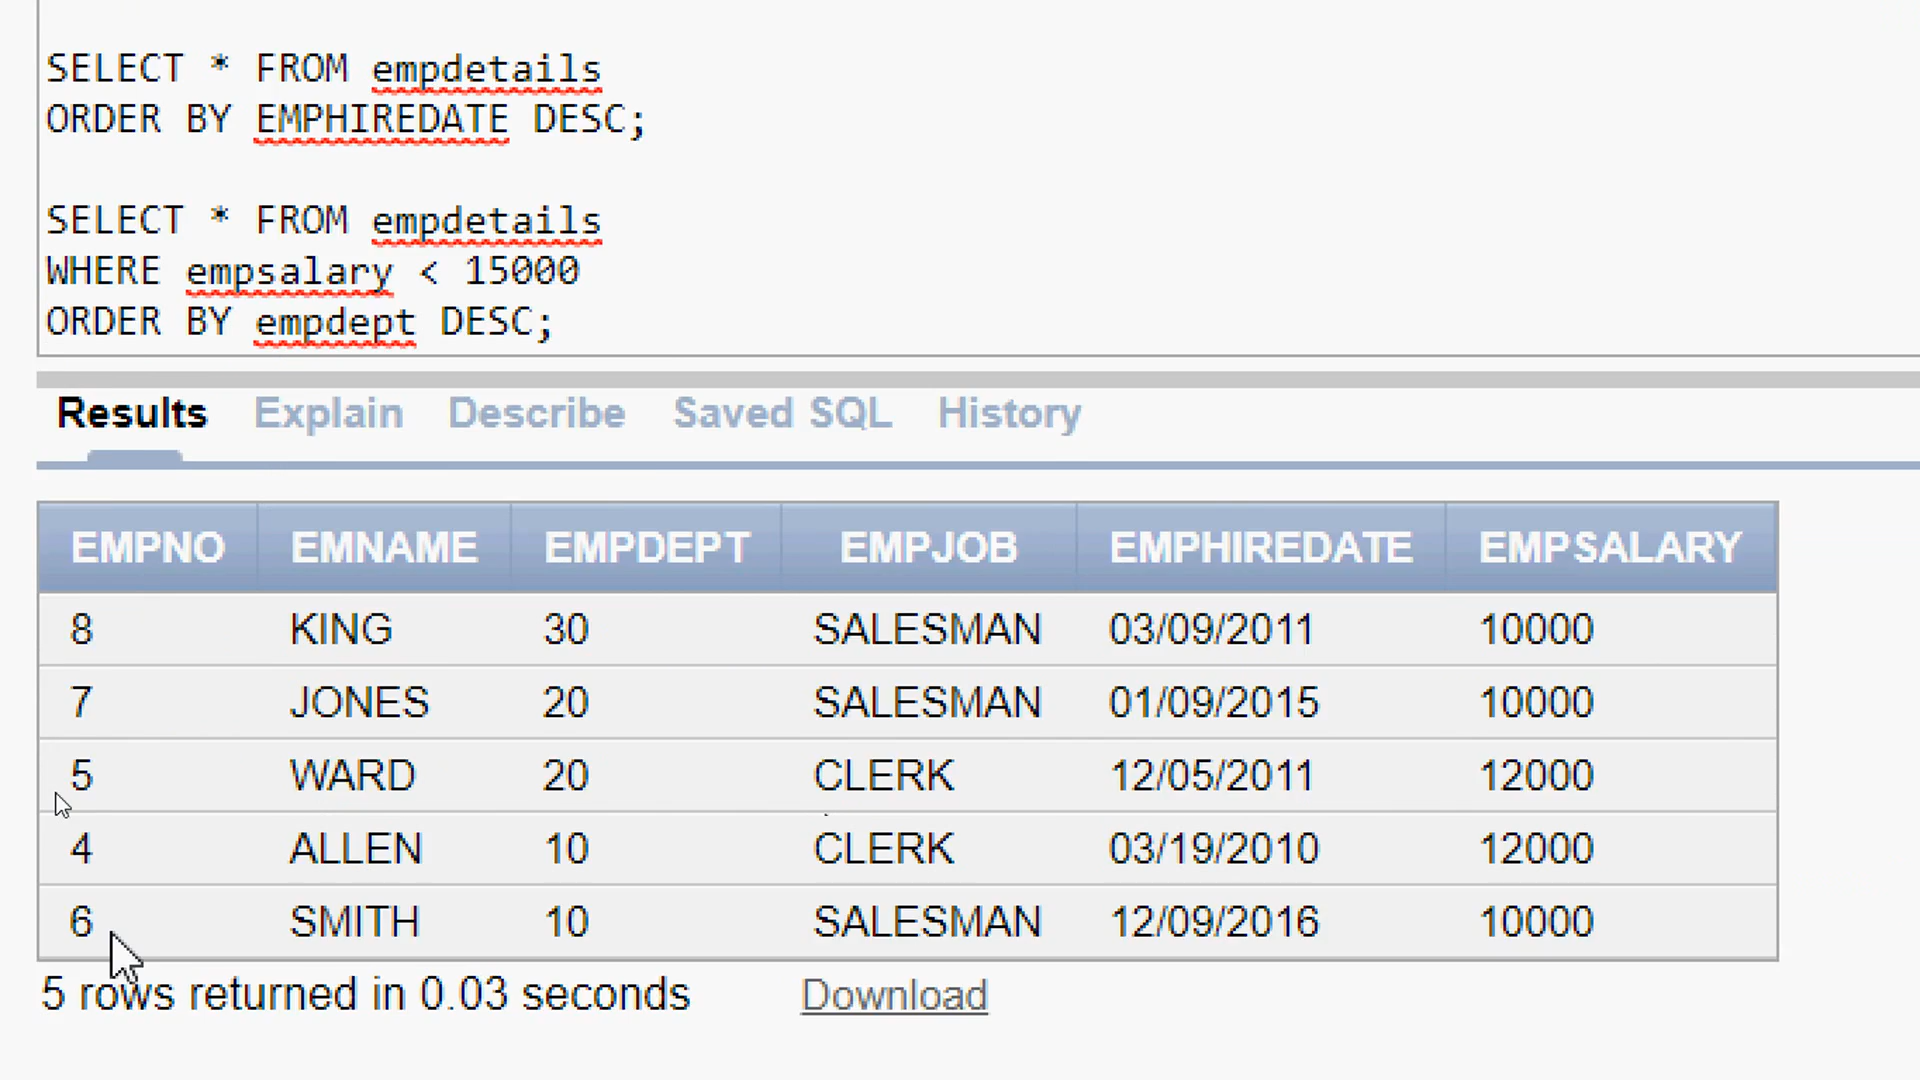 SELECT * FROM empdetails
ORDER BY EMPHIREDATE DESC;
SELECT * FROM empdetails
WHERE empsalary < 15000
ORDER BY empdept DESC;
Results Explain Describe Saved SQL History
EMPNO EMNAME EMPDEPT EMPJOB EMPHIREDATE EMPSALARY
8 KING 30 SALESMAN 03/09/2011 10000
7 JONES 20 SALESMAN 01/09/2015 10000
5 WARD 20 CLERK 12/05/2011 12000
4 ALLEN 10 CLERK 03/19/2010 12000
6 SMITH 10 SALESMAN 12/09/2016 10000
5 rows returned in 0.03 seconds Download